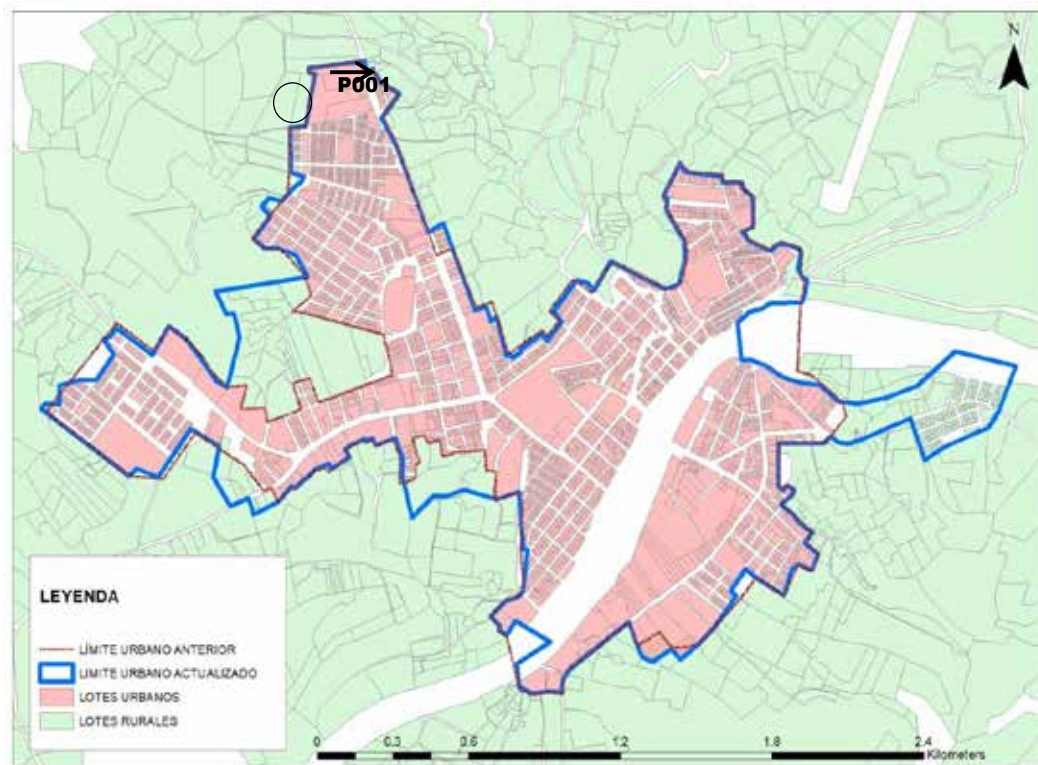 N
P001
LEYENDA
LÍMITE URBANO ANTERIOR
LIMITE URBANO ACTUALIZADO
LOTES URBANOS
LOTES RURALES
0 0.3 0.6 1.2 1.8 2.4
Kilometers